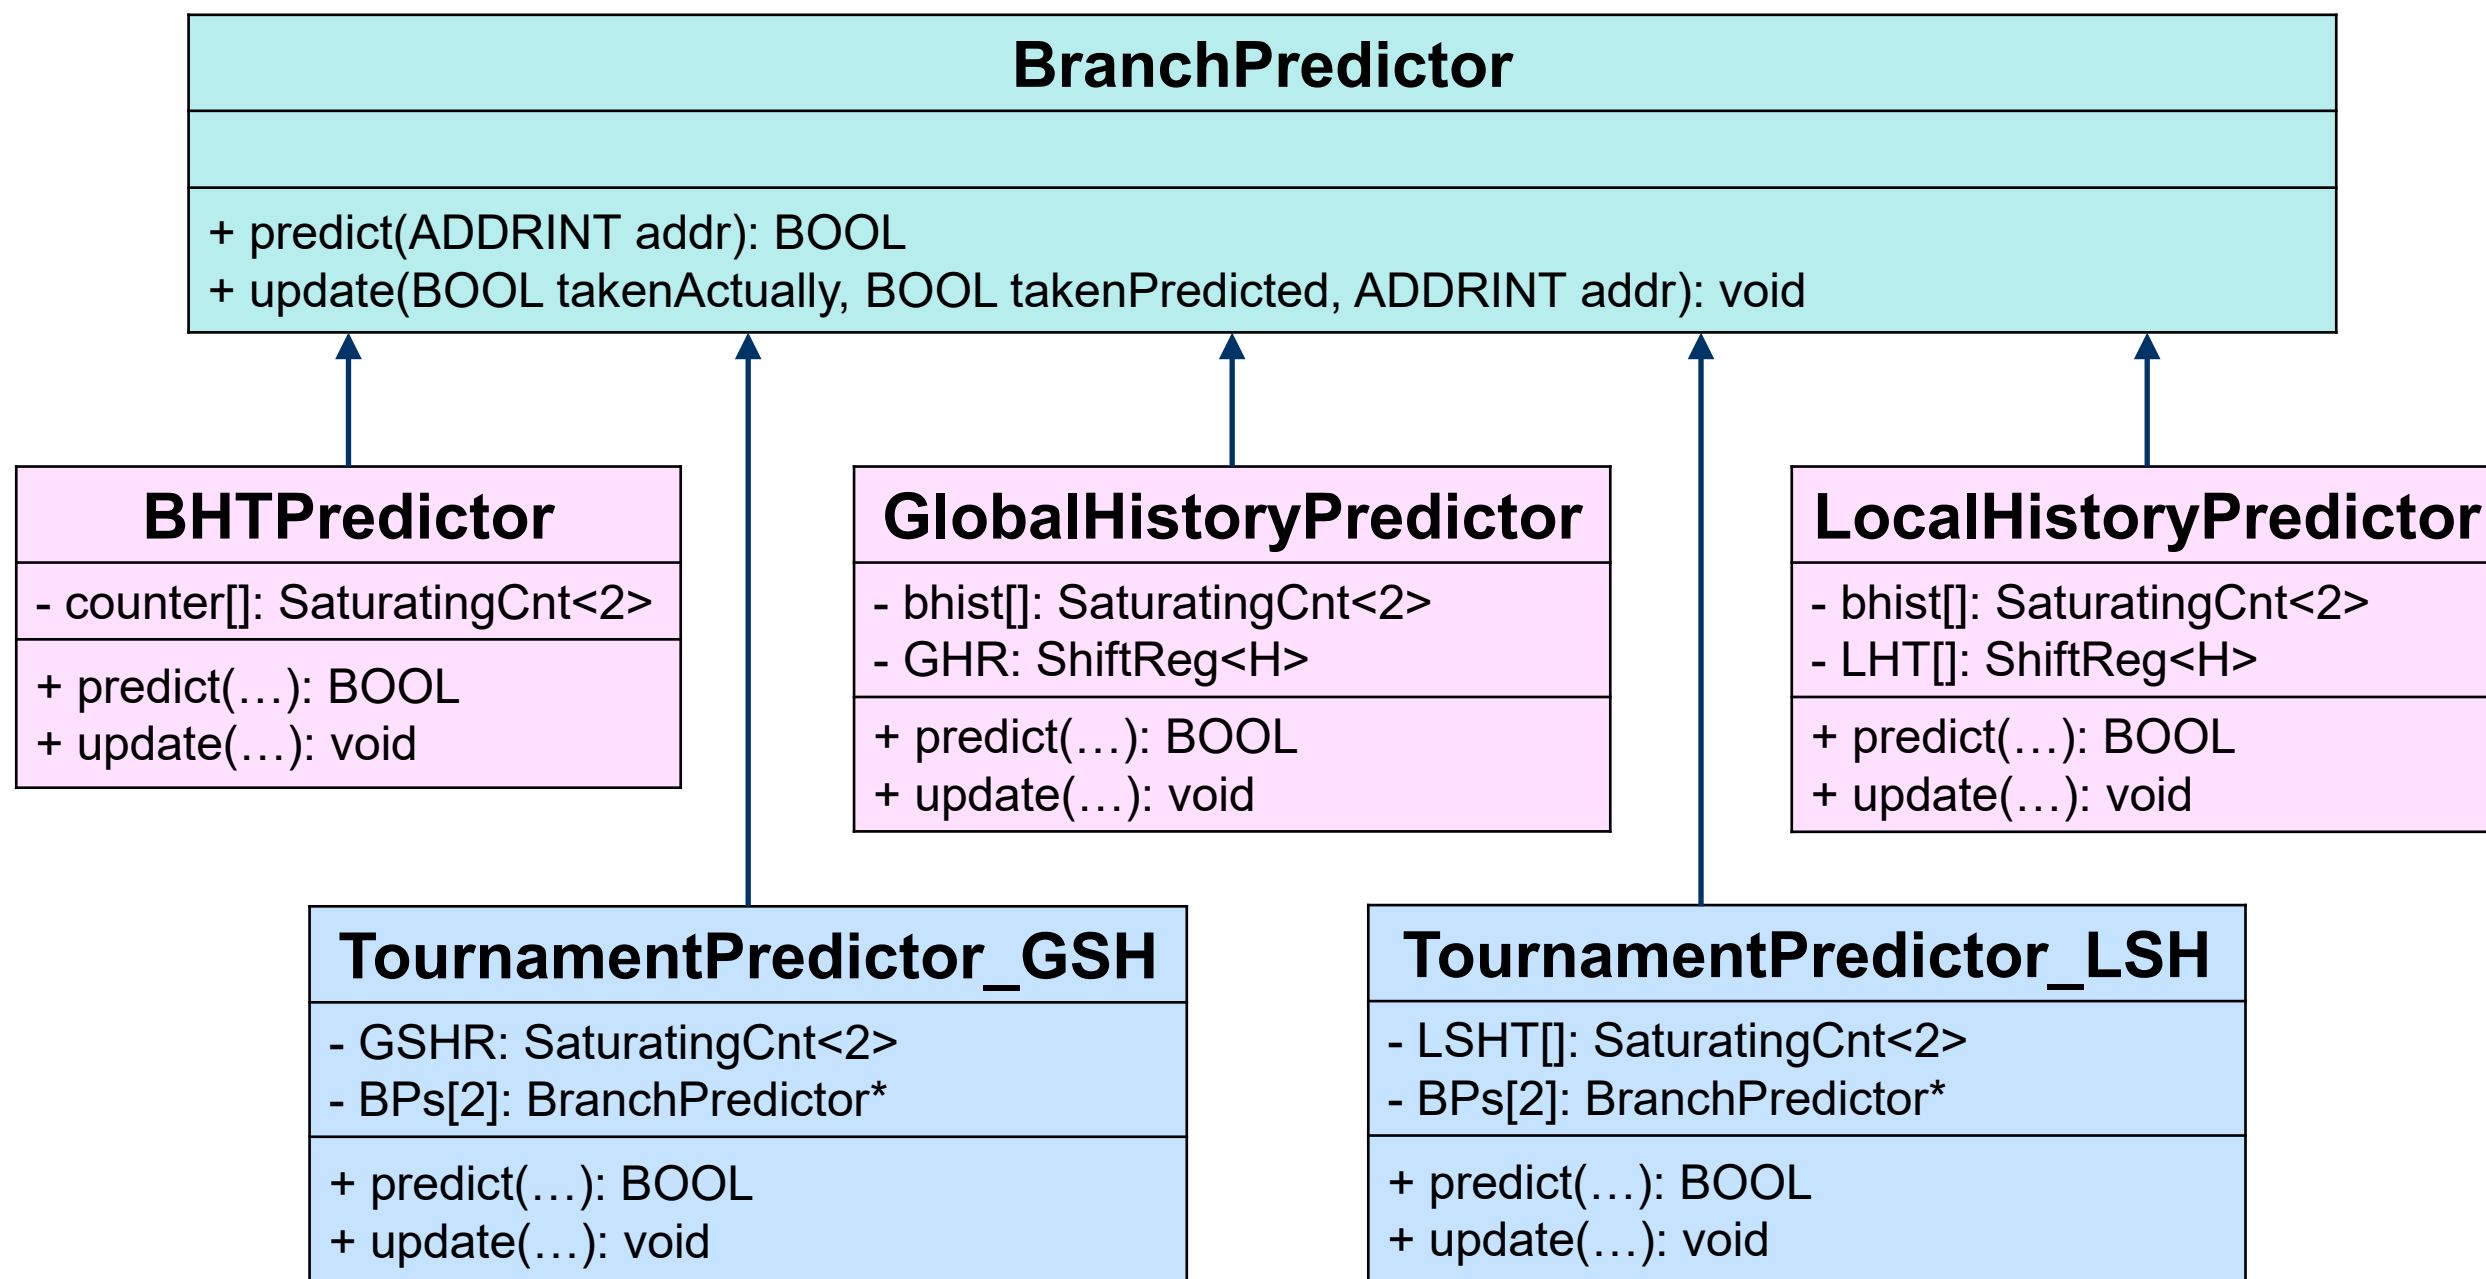 BranchPredictor
+ predict(ADDRINT addr): BOOL
+ update(BOOL takenActually, BOOL takenPredicted, ADDRINT addr): void
BHTPredictor
- counter[]: SaturatingCnt<2>
+ predict(…): BOOL
+ update(…): void
GlobalHistoryPredictor
- bhist[]: SaturatingCnt<2>
- GHR: ShiftReg<H>
+ predict(…): BOOL
+ update(…): void
LocalHistoryPredictor
- bhist[]: SaturatingCnt<2>
- LHT[]: ShiftReg<H>
+ predict(…): BOOL
+ update(…): void
TournamentPredictor_GSH
- GSHR: SaturatingCnt<2>
- BPs[2]: BranchPredictor*
+ predict(…): BOOL
+ update(…): void
TournamentPredictor_LSH
- LSHT[]: SaturatingCnt<2>
- BPs[2]: BranchPredictor*
+ predict(…): BOOL
+ update(…): void